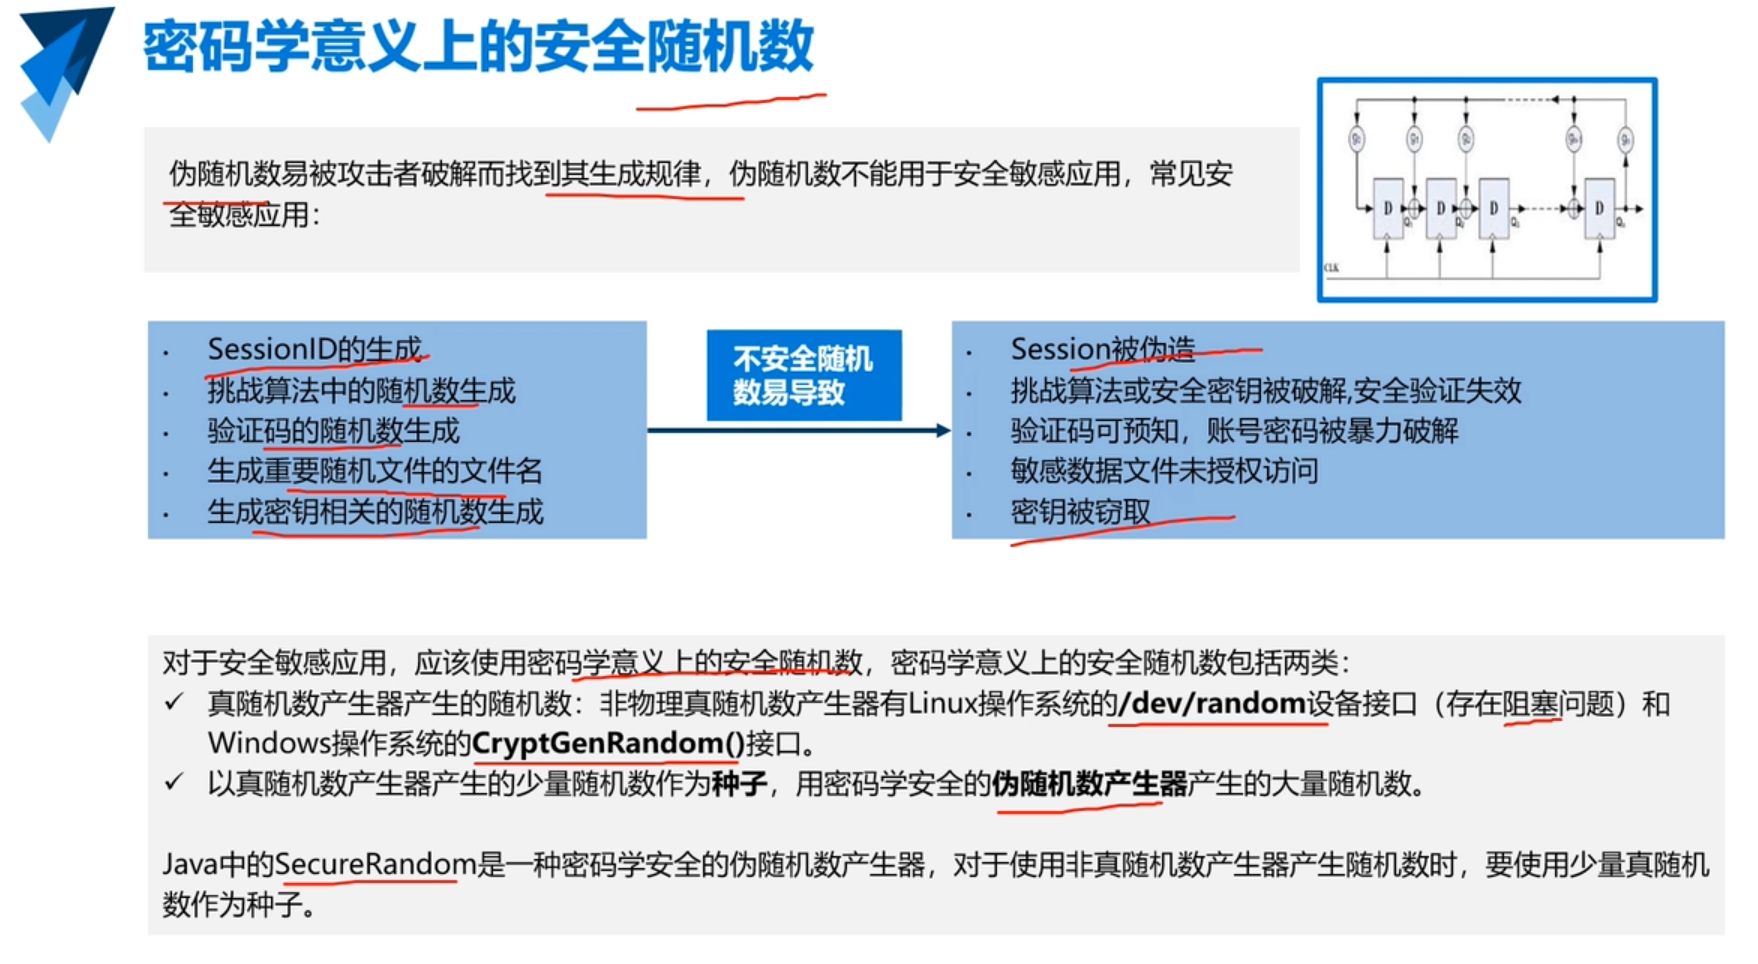 密码学意义上的安全随机数
伪随机数易被攻击者破解而找到其生成规律，伪随机数不能用于安全敏感应用，常见安
全敏感应用：
D
D
D
D
CLK
· SessionID的生成
· 挑战算法中的随机数生成
· 验证码的随机数生成
· 生成重要随机文件的文件名
· 生成密钥相关的随机数生成
不安全随机
数易导致
· Session被伪造
· 挑战算法或安全密钥被破解,安全验证失效
· 验证码可预知，账号密码被暴力破解
· 敏感数据文件未授权访问
· 密钥被窃取
对于安全敏感应用，应该使用密码学意义上的安全随机数，密码学意义上的安全随机数包括两类：
✓ 真随机数产生器产生的随机数：非物理真随机数产生器有Linux操作系统的/dev/random设备接口（存在阻塞问题）和
Windows操作系统的CryptGenRandom()接口。
✓ 以真随机数产生器产生的少量随机数作为种子，用密码学安全的伪随机数产生器产生的大量随机数。
Java中的SecureRandom是一种密码学安全的伪随机数产生器，对于使用非真随机数产生器产生随机数时，要使用少量真随机
数作为种子。